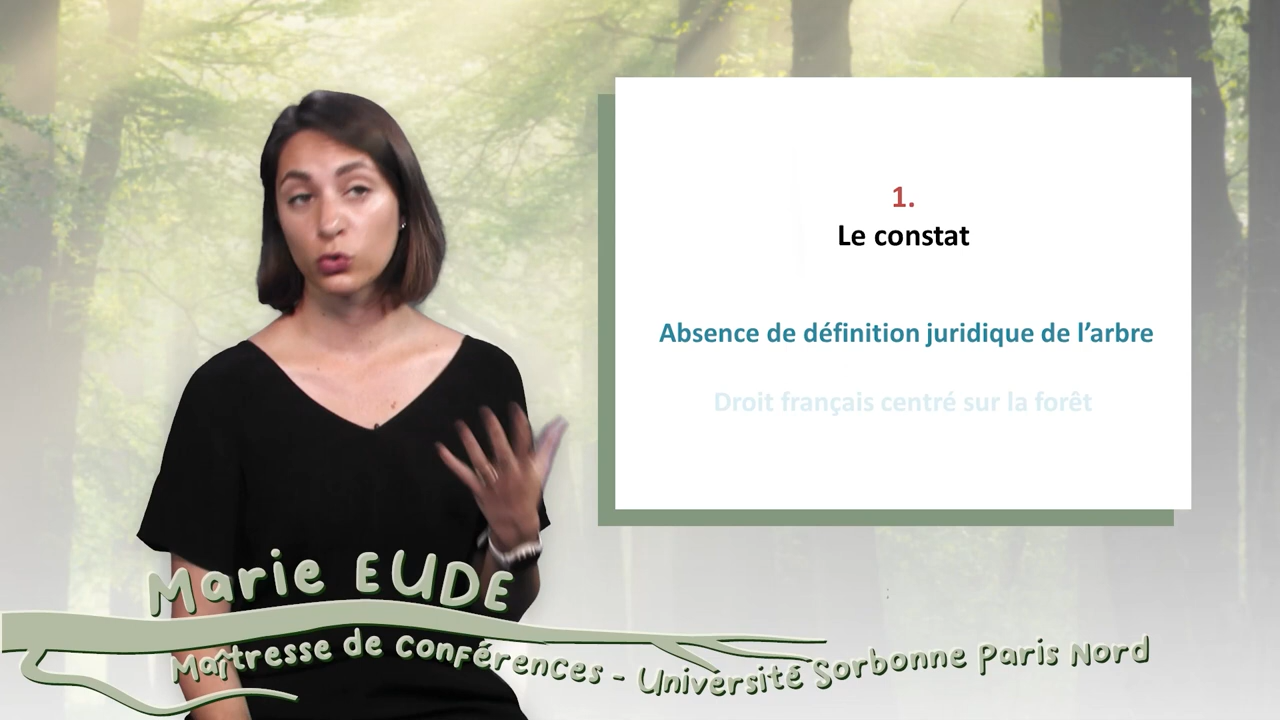 1.
Le constat
Absence de définition juridique de l’arbre
Droit français centré sur la forêt
Marie EUDE
Maîtresse de conférences - Université Sorbonne Paris Nord